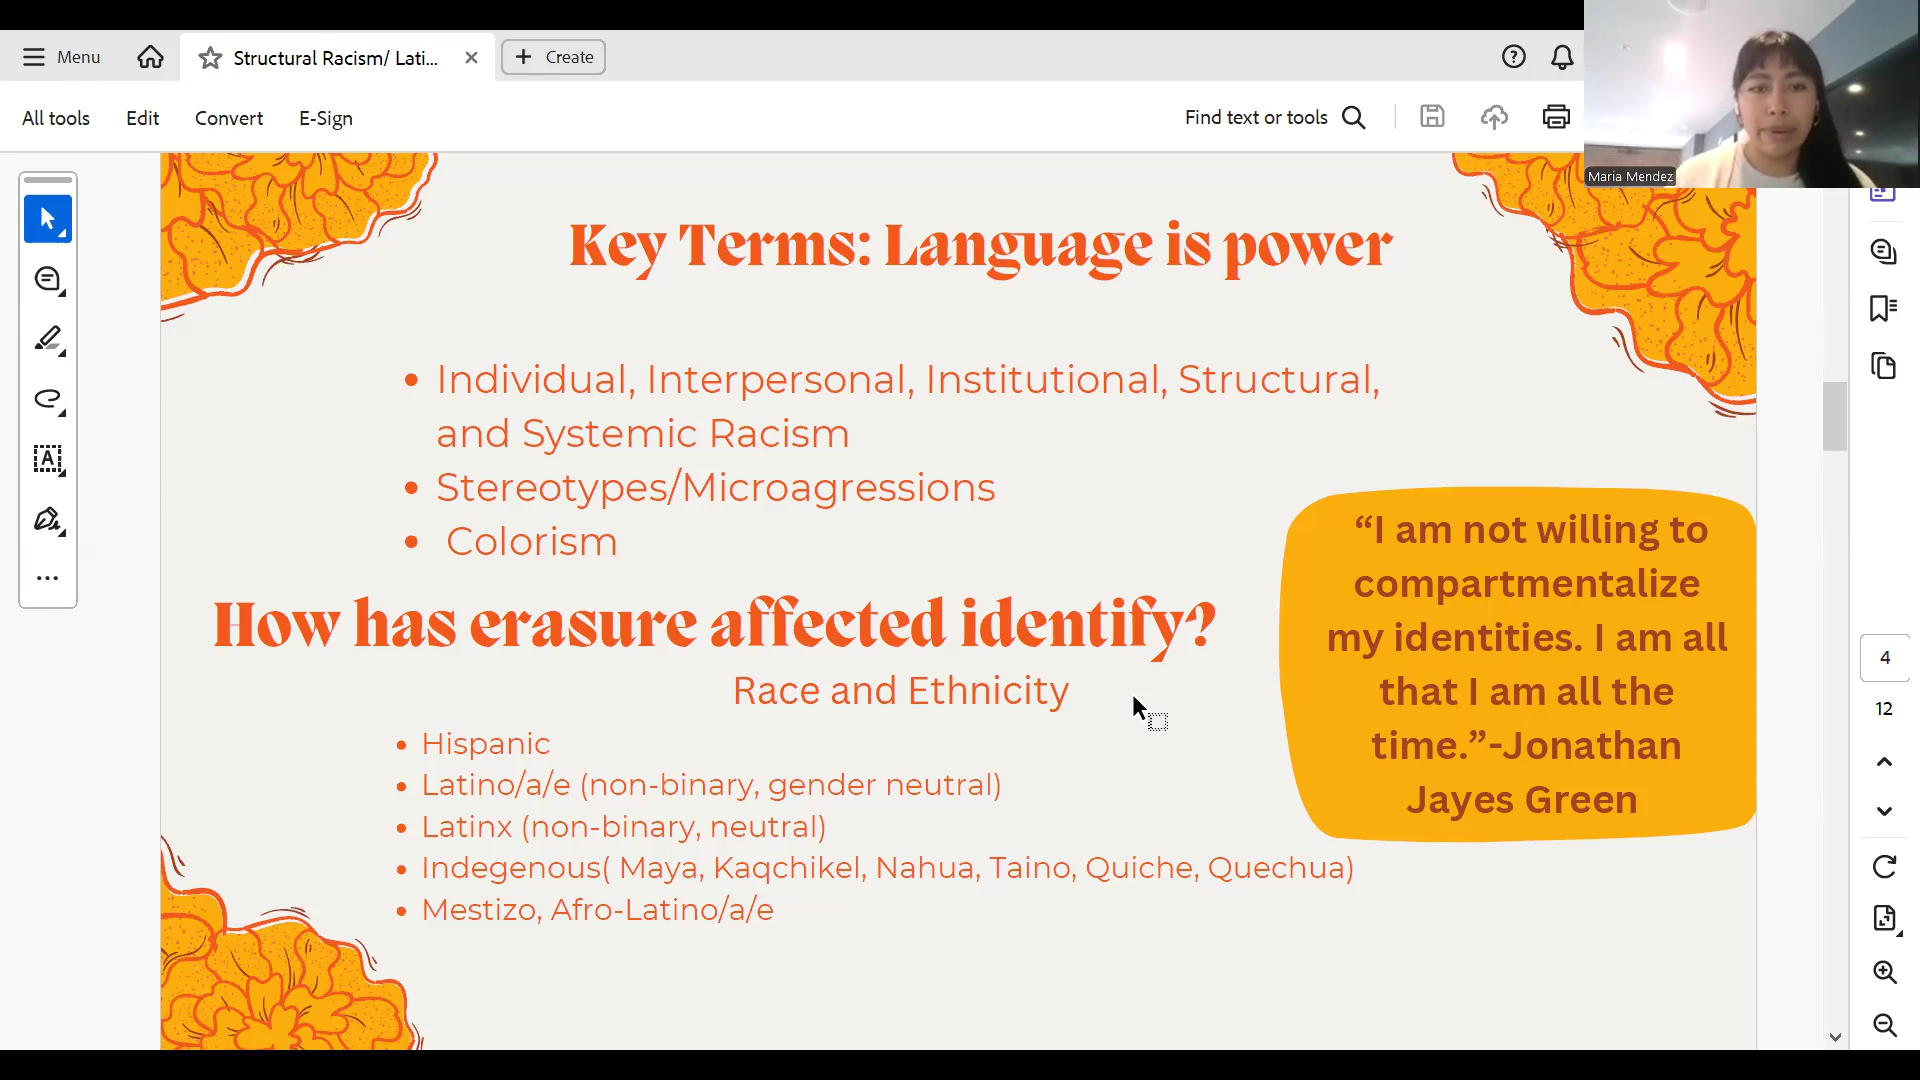 Menu
Structural Racism/ Lati...
Create
All tools
Edit
Convert
E-Sign
Find text or tools
Maria Mendez
Key Terms: Language is power
Individual, Interpersonal, Institutional, Structural,
and Systemic Racism
Stereotypes/Microagressions
Colorism
How has erasure affected identify?
Race and Ethnicity
Hispanic
Latino/a/e (non-binary, gender neutral)
Latinx (non-binary, neutral)
Indegenous( Maya, Kaqchikel, Nahua, Taino, Quiche, Quechua)
Mestizo, Afro-Latino/a/e
“I am not willing to
compartmentalize
my identities. I am all
that I am all the
time.”-Jonathan
Jayes Green
4
12